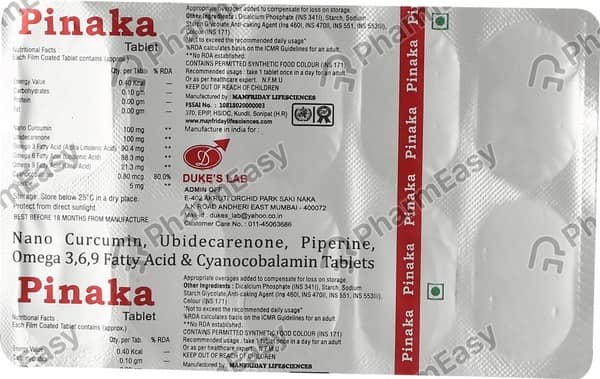 Pinaka
Tablet
Nutritional Facts
Each Film Coated Tablet contains (approx.)
Qty. per Tab % RDA
Energy Value 0.40 Kcal
Carbohydrates 0.10 gm
Protein 0.00 gm
Fat 0.00 gm
Nano Curcumin 100 mg **
Ubidecarenone 100 mg **
Omega 3 Fatty Acid (Alpha Linolenic Acid) 90.4 mg
Omega 6 Fatty Acid 88.3 mg
Omega 9 Fatty Acid 21.3 mg
0.80 mcg 80.0%
5 mg **
Storage: Store below 25°C in a dry place.
Protect from direct sunlight.
BEST BEFORE 18 MONTHS FROM MANUFACTURE
Appropriate overages added to compensate for loss on storage.
Other Ingredients : Dicalcium Phosphate (INS 341i), Starch, Sodium
Starch Glycolate, Anti-caking Agent (Ins 460i, INS 470ii, INS 551, INS 553iii),
Colour (INS 171)
*Not to exceed the recommended daily usage"
%RDA calculates basis on the ICMR Guidelines for an adult
**No RDA established.
CONTAINS PERMITTED SYNTHETIC FOOD COLOUR (INS 171)
Recommended usage : take 1 tablet once in a day for an adult
Or as per healthcare expert. N.F.M.U
KEEP OUT OF REACH OF CHILDREN
Manufactured by : MANFRIDAY LIFESCIENCES
FSSAI No. : 10818020000003
370, EPIP, HSIIDC, Kundli, Sonipat (H.R)
www.manfridaylifesciences.com
Manufacture in india for :
D
DUKE'S LAB
ADMIN OFF
E-402 AKRUTI ORCHID PARK SAKI NAKA
A.K ROAD ANDHERI EAST MUMBAI - 400072
Mail id : dukes_lab@yahoo.co.in
Customer Care No.: 011-45063686
Nano Curcumin, Ubidecarenone, Piperine,
Omega 3,6,9 Fatty Acid & Cyanocobalamin Tablets
Pinaka
Tablet
Nutritional Facts
Each Film Coated Tablet contains (approx.)
Qty. per Tab % RDA
Energy Value 0.40 Kcal
Carbohydrates 0.10 gm
Appropriate overages added to compensate for loss on storage.
Other Ingredients : Dicalcium Phosphate (INS 341i), Starch, Sodium
Starch Glycolate, Anti-caking Agent (Ins 460i, INS 470ii, INS 551, INS 553iii),
Colour (INS 171)
*Not to exceed the recommended daily usage"
%RDA calculates basis on the ICMR Guidelines for an adult
**No RDA established.
CONTAINS PERMITTED SYNTHETIC FOOD COLOUR (INS 171)
Recommended usage : take 1 tablet once in a day for an adult
Or as per healthcare expert. N.F.M.U
KEEP OUT OF REACH OF CHILDREN
Manufactured by : MANFRIDAY LIFESCIENCES
Pinaka
Pinaka
Pinaka
Pinaka
Pinaka
PharmEasy
PharmEasy
PharmEasy
PharmEasy